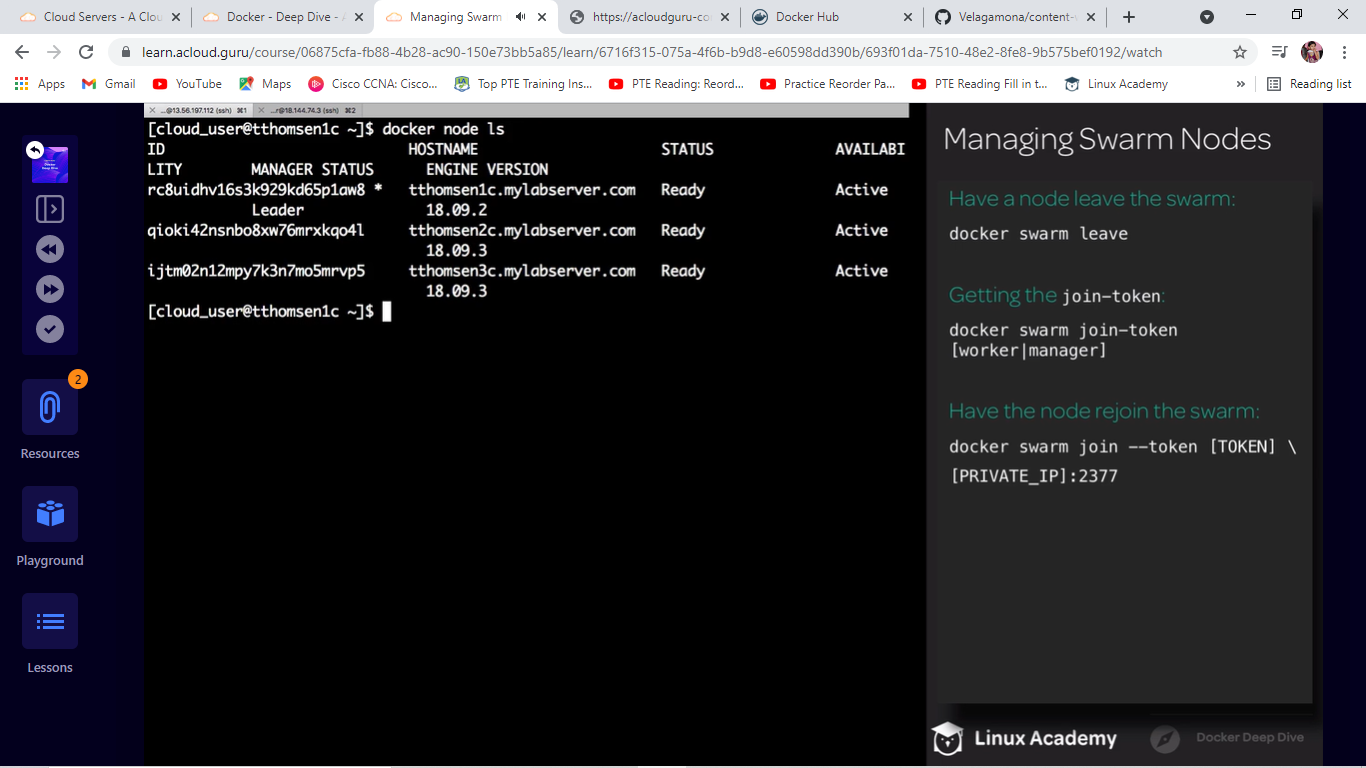 Cloud Servers - A Clou
Docker - Deep Dive - A
Managing Swarm
https://acloudguru-co
Docker Hub
Velagamona/content-
learn.acloud.guru/course/06875cfa-fb88-4b28-ac90-150e73bb5a85/learn/6716f315-075a-4f6b-b9d8-e60598dd390b/693f01da-7510-48e2-8fe8-9b575bef0192/watch
Apps
Gmail
YouTube
Maps
Cisco CCNA: Cisco...
Top PTE Training Ins...
PTE Reading: Reord...
Practice Reorder Pa...
PTE Reading Fill in t...
Linux Academy
»
Reading list
...@13.56.197.112 (ssh) ⌘1
...r@18.144.74.3 (ssh) ⌘2
[cloud_user@tthomsen1c ~]$ docker node ls
ID HOSTNAME STATUS AVAILABI
LITY MANAGER STATUS ENGINE VERSION
rc8uidhv16s3k929kd65p1aw8 * tthomsen1c.mylabserver.com Ready Active
Leader 18.09.2
qioki42nsnbo8xw76mrxkqo4l tthomsen2c.mylabserver.com Ready Active
18.09.3
ijtm02n12mpy7k3n7mo5mrvp5 tthomsen3c.mylabserver.com Ready Active
18.09.3
[cloud_user@tthomsen1c ~]$
2
Resources
Playground
Lessons
Managing Swarm Nodes
Have a node leave the swarm:
docker swarm leave
Getting the join-token:
docker swarm join-token
[worker|manager]
Have the node rejoin the swarm:
docker swarm join --token [TOKEN] \
[PRIVATE_IP]:2377
Linux Academy
Docker Deep Dive